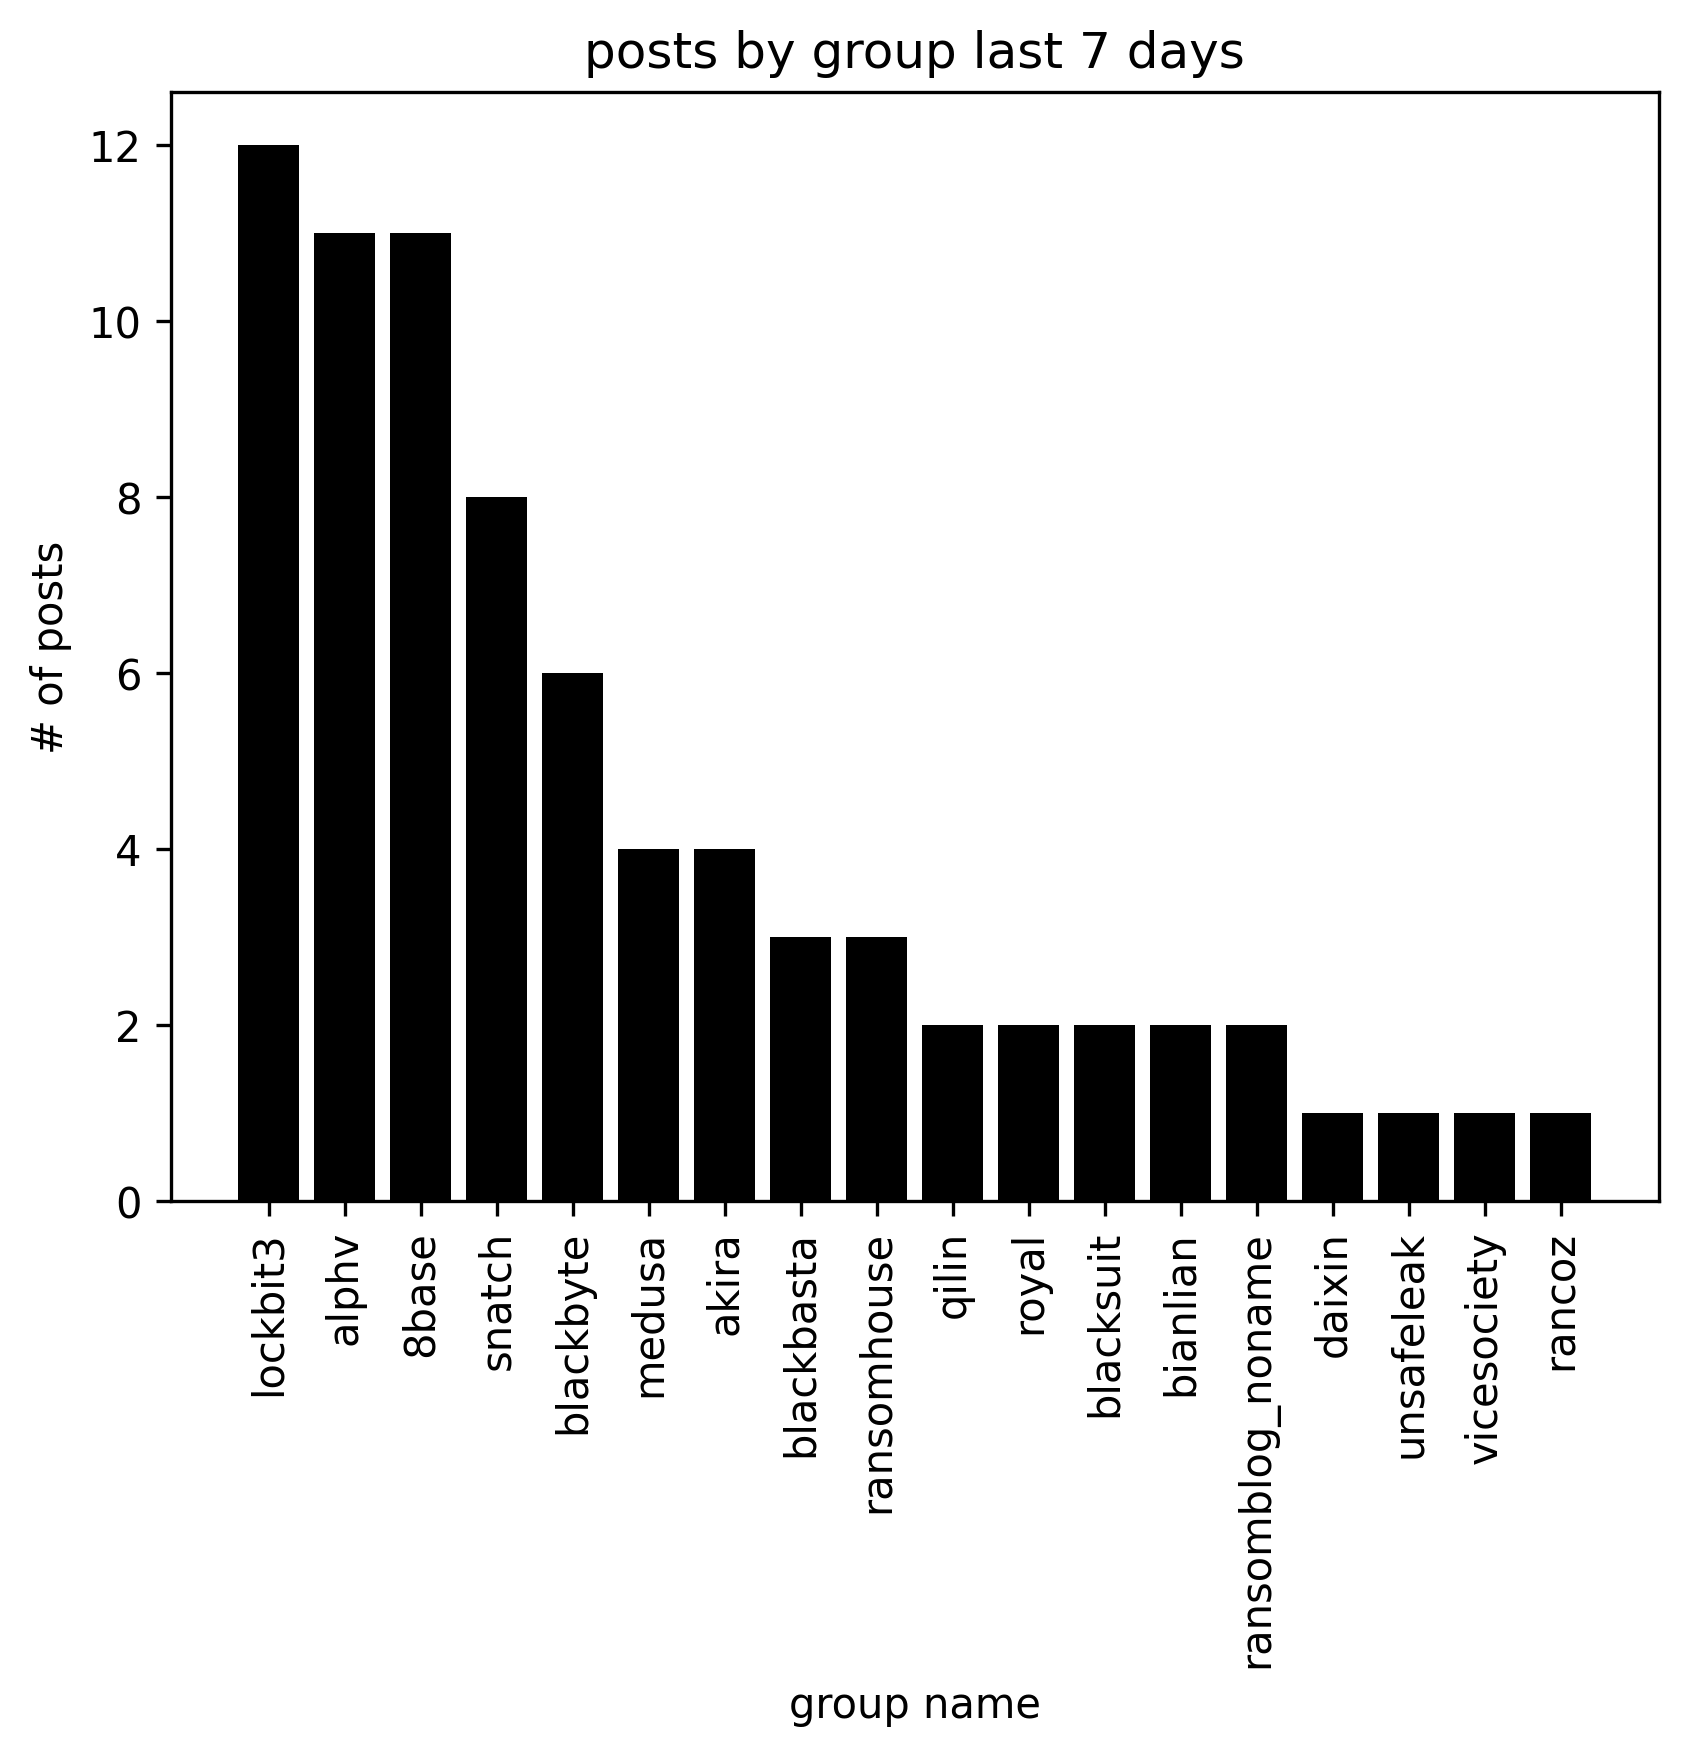 posts by group last 7 days
12
10
8
6
4
2
0
# of posts
lockbit3
alphv
8base
snatch
blackbyte
medusa
akira
blackbasta
ransomhouse
qilin
royal
blacksuit
bianlian
ransomblog_noname
daixin
unsafeleak
vicesociety
rancoz
group name